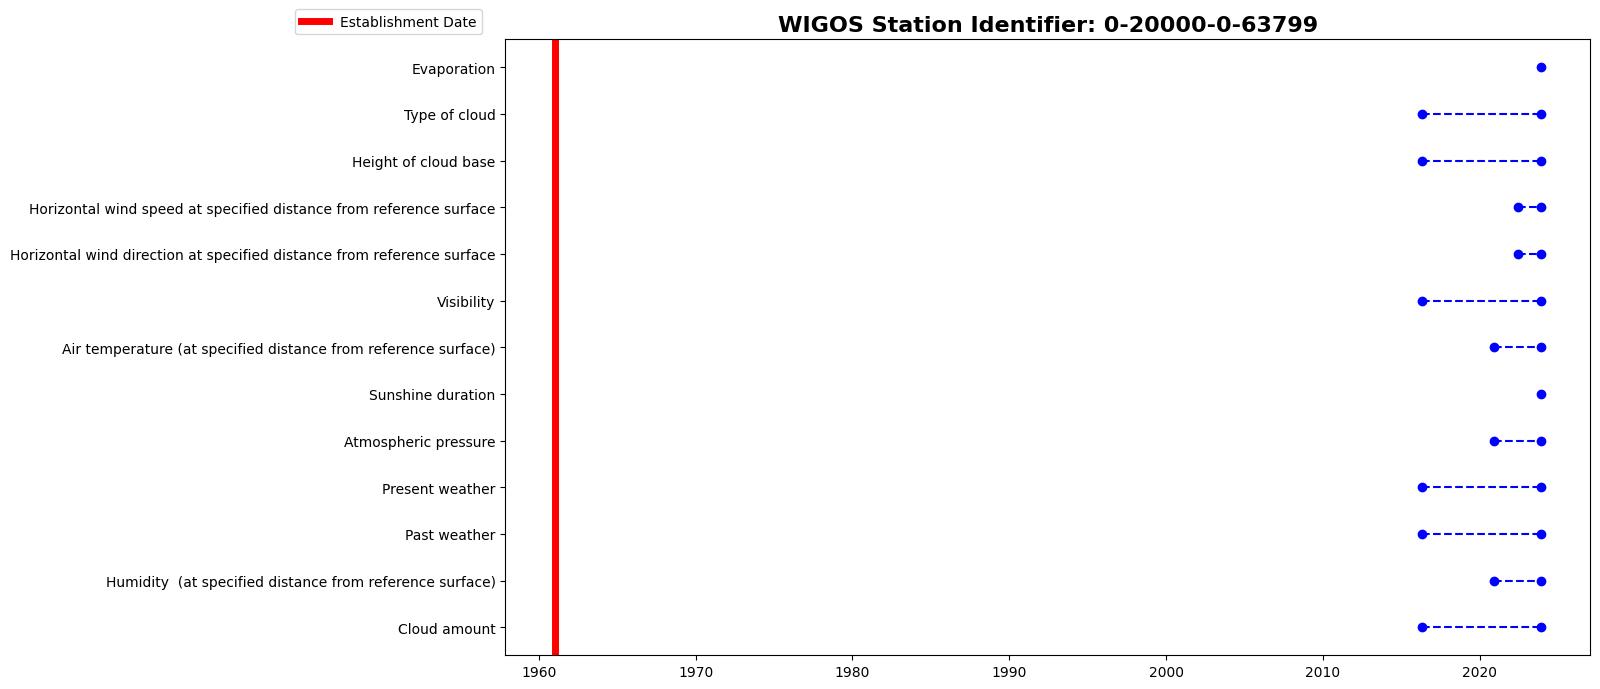 Establishment Date
WIGOS Station Identifier: 0-20000-0-63799
Evaporation
Type of cloud
Height of cloud base
Horizontal wind speed at specified distance from reference surface
Horizontal wind direction at specified distance from reference surface
Visibility
Air temperature (at specified distance from reference surface)
Sunshine duration
Atmospheric pressure
Present weather
Past weather
Humidity  (at specified distance from reference surface)
Cloud amount
1960 1970 1980 1990 2000 2010 2020